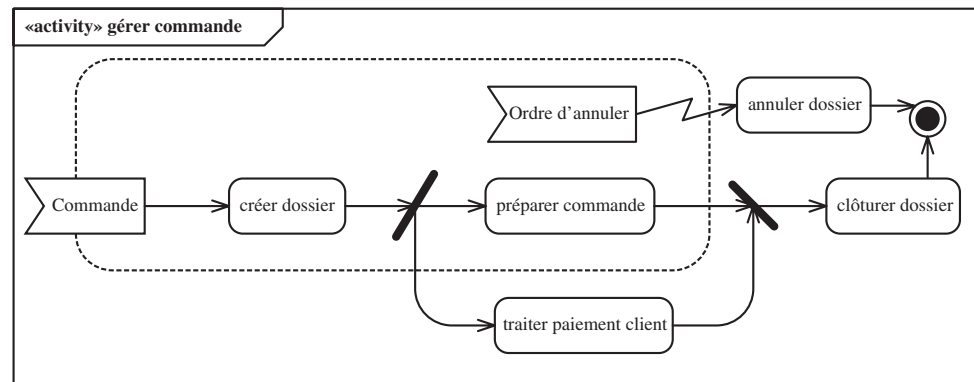 «activity» gérer commande
Ordre d’annuler
annuler dossier
Commande
créer dossier
préparer commande
clôturer dossier
traiter paiement client